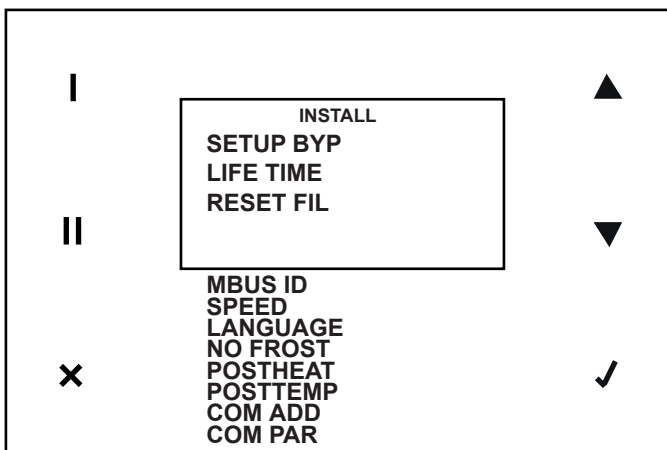 I
INSTALL
SETUP BYP
LIFE TIME
RESET FIL
II
MBUS ID
SPEED
LANGUAGE
NO FROST
POSTHEAT
POSTTEMP
COM ADD
COM PAR